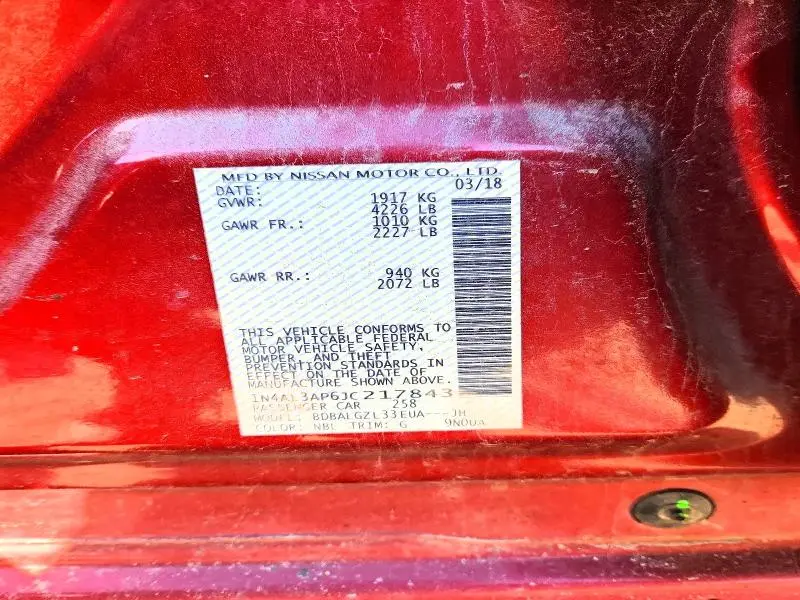 MFD BY NISSAN MOTOR CO., LTD.
DATE: 03/18
GVWR: 1917 KG
4226 LB
GAWR FR.: 1010 KG
2227 LB
GAWR RR.: 940 KG
2072 LB
THIS VEHICLE CONFORMS TO
ALL APPLICABLE FEDERAL
MOTOR VEHICLE SAFETY,
BUMPER, AND THEFT
PREVENTION STANDARDS IN
EFFECT ON THE DATE OF
MANUFACTURE SHOWN ABOVE.
1N4AL3AP6JC217843
PASSENGER CAR 258
MODEL: BDBALGZL33EUA---JH
COLOR: NBL TRIM: G 9N00A